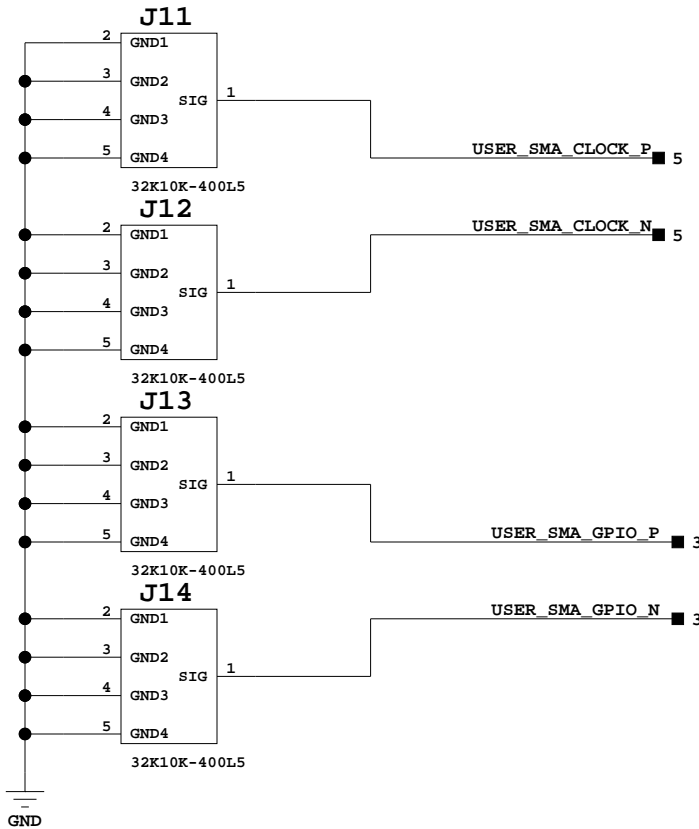 J11
2 GND1
3 GND2
SIG 1
4 GND3
5 GND4
USER_SMA_CLOCK_P 5
32K10K-400L5
J12
2 GND1
USER_SMA_CLOCK_N 5
3 GND2
SIG 1
4 GND3
5 GND4
32K10K-400L5
J13
2 GND1
3 GND2
SIG 1
4 GND3
5 GND4
USER_SMA_GPIO_P 3
32K10K-400L5
J14
2 GND1
USER_SMA_GPIO_N 3
3 GND2
SIG 1
4 GND3
5 GND4
32K10K-400L5
GND